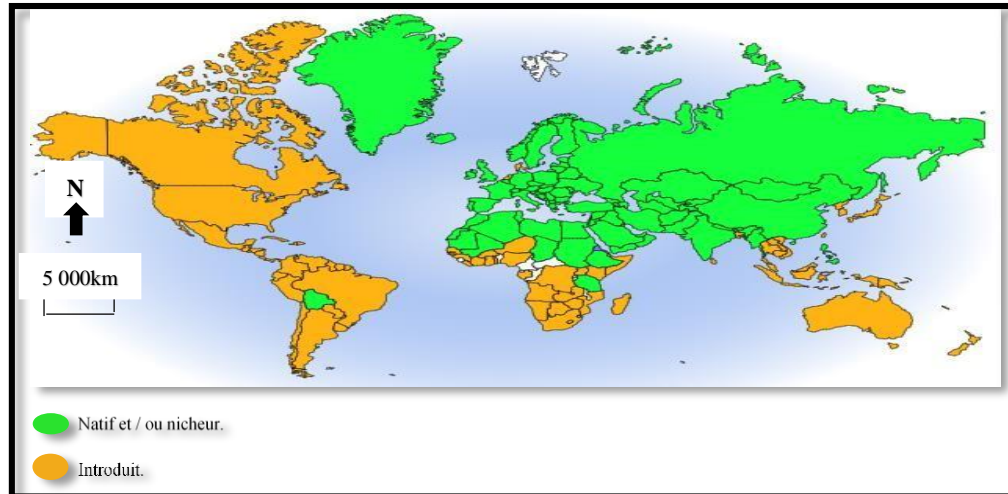 N
5 000km
Natif et / ou nicheur.
Introduit.